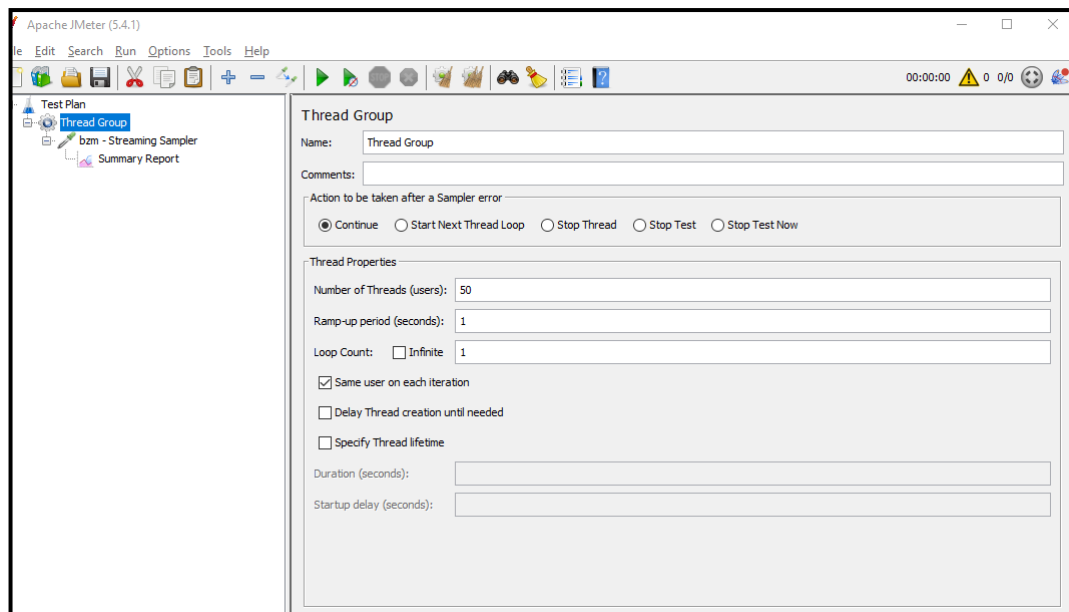 Apache JMeter (5.4.1)
le Edit Search Run Options Tools Help
00:00:00 0 0/0
Test Plan
Thread Group
bzm - Streaming Sampler
Summary Report
Thread Group
Name: Thread Group
Comments:
Action to be taken after a Sampler error
Continue Start Next Thread Loop Stop Thread Stop Test Stop Test Now
Thread Properties
Number of Threads (users): 50
Ramp-up period (seconds): 1
Loop Count: Infinite 1
Same user on each iteration
Delay Thread creation until needed
Specify Thread lifetime
Duration (seconds):
Startup delay (seconds):